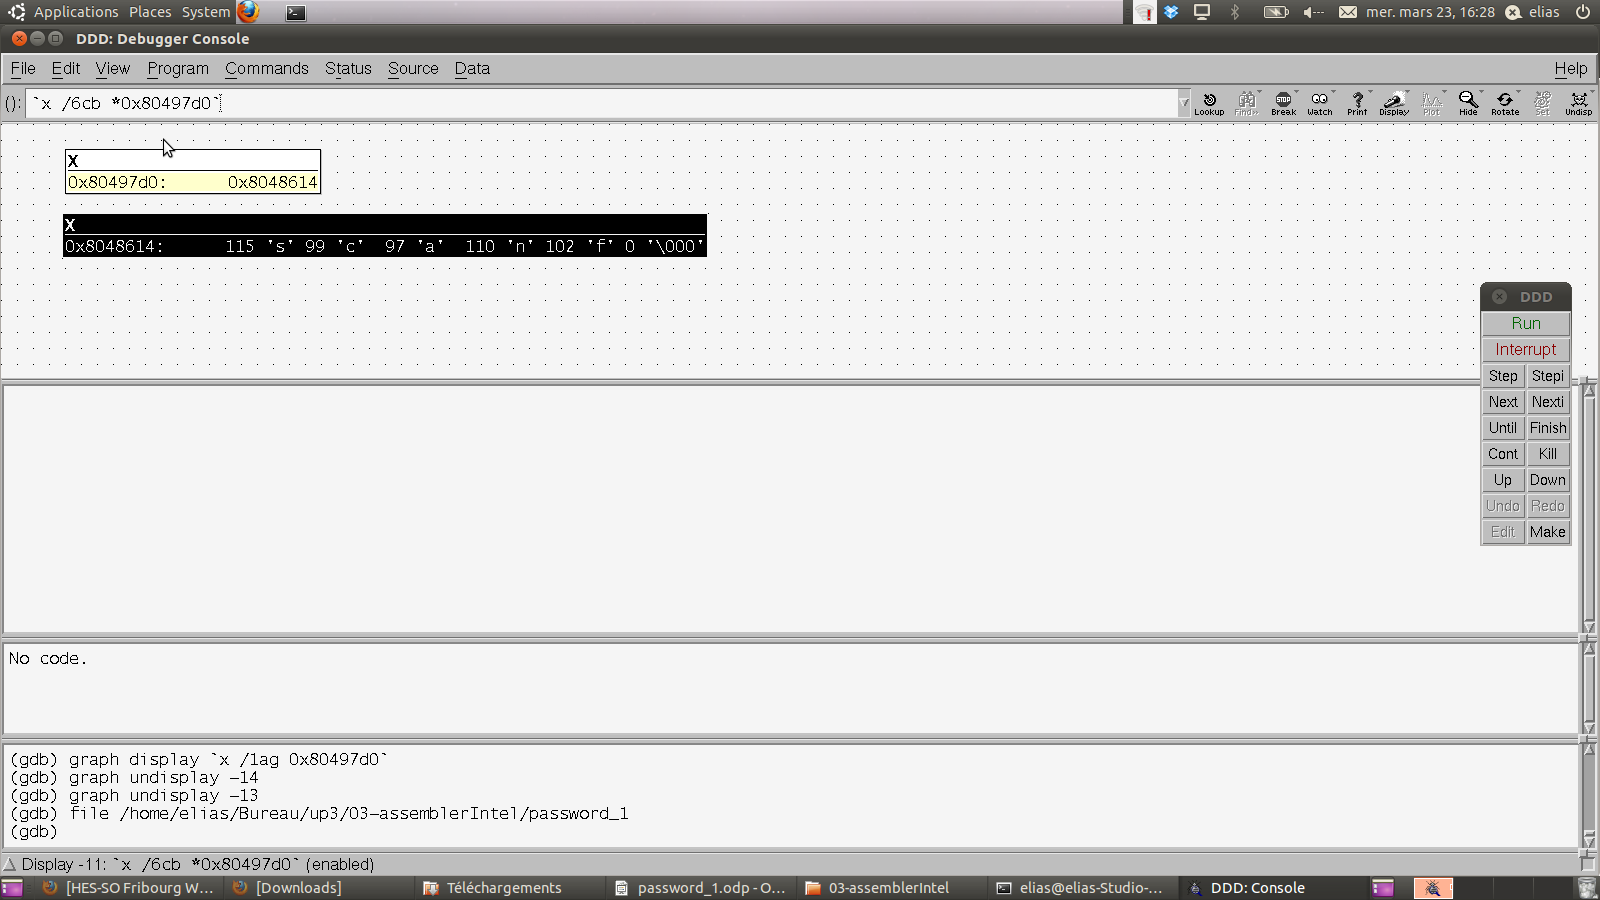 Applications Places System mer. mars 23, 16:28 elias
DDD: Debugger Console
File Edit View Program Commands Status Source Data Help
(): `x /6cb *0x80497d0` Lookup Find>> Break Watch Print Display Plot Hide Rotate Set Undisp
X
0x80497d0: 0x8048614
X
0x8048614: 115 's' 99 'c' 97 'a' 110 'n' 102 'f' 0 '\000'
DDD
Run
Interrupt
Step Stepi
Next Nexti
Until Finish
Cont Kill
Up Down
Undo Redo
Edit Make
No code.
(gdb) graph display `x /1ag 0x80497d0`
(gdb) graph undisplay -14
(gdb) graph undisplay -13
(gdb) file /home/elias/Bureau/up3/03-assemblerIntel/password_1
(gdb)
Display -11: `x /6cb *0x80497d0` (enabled)
[HES-SO Fribourg W... [Downloads] Téléchargements password_1.odp - O... 03-assemblerIntel elias@elias-Studio-... DDD: Console